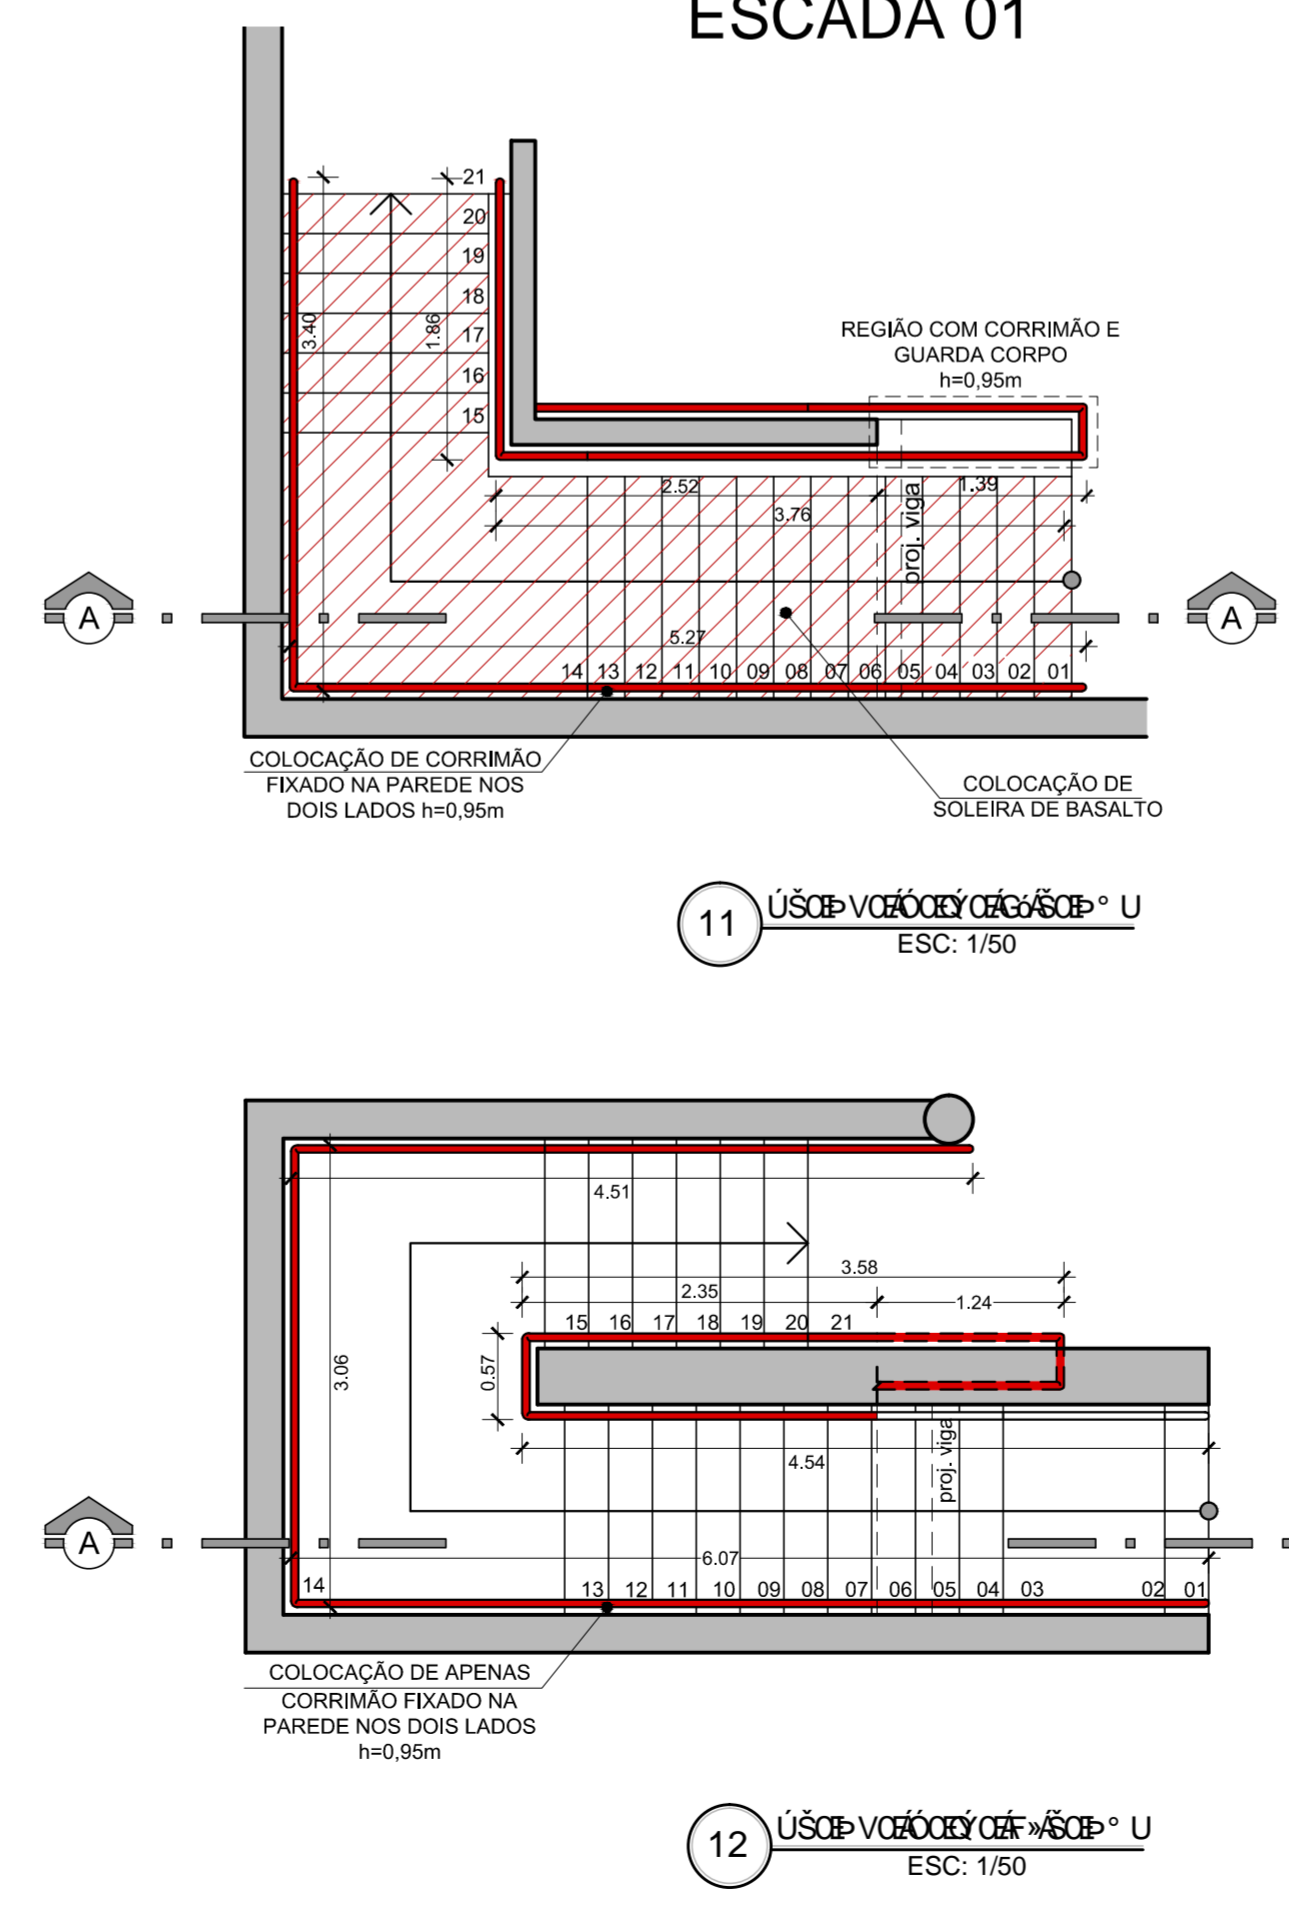 ESCADA 01
21
20
19
18
17
16
15
3.40
1.86
REGIÃO COM CORRIMÃO E
GUARDA CORPO
h=0,95m
2.52
1.39
3.76
proj. viga
A
A
5.27
14 13 12 11 10 09 08 07 06 05 04 03 02 01
COLOCAÇÃO DE CORRIMÃO
FIXADO NA PAREDE NOS
DOIS LADOS h=0,95m
COLOCAÇÃO DE
SOLEIRA DE BASALTO
11
ESC: 1/50
4.51
3.58
2.35
1.24
15 16 17 18 19 20 21
3.06
0.57
4.54
proj. viga
A
6.07
14 13 12 11 10 09 08 07 06 05 04 03 02 01
COLOCAÇÃO DE APENAS
CORRIMÃO FIXADO NA
PAREDE NOS DOIS LADOS
h=0,95m
12
ESC: 1/50